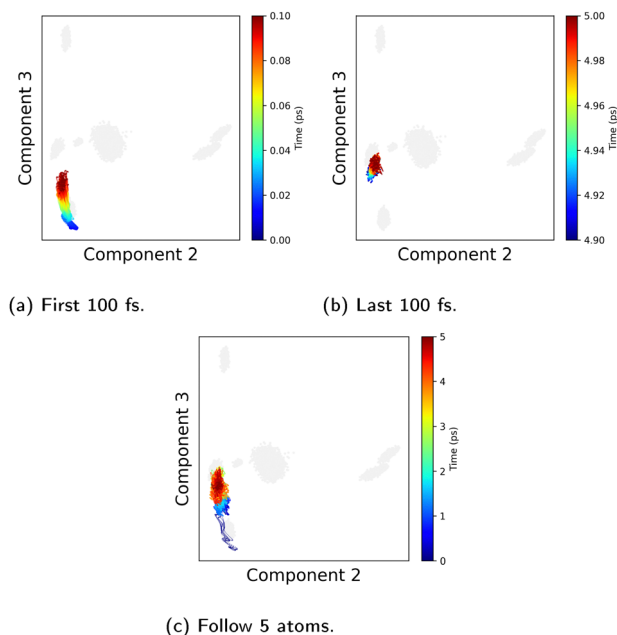 0.10
0.08
0.06
0.04
0.02
0.00
Time (ps)
Component 3
Component 2
5.00
4.98
4.96
4.94
4.92
4.90
Time (ps)
Component 3
Component 2
(a) First 100 fs.
(b) Last 100 fs.
5
4
3
2
1
0
Time (ps)
Component 3
Component 2
(c) Follow 5 atoms.